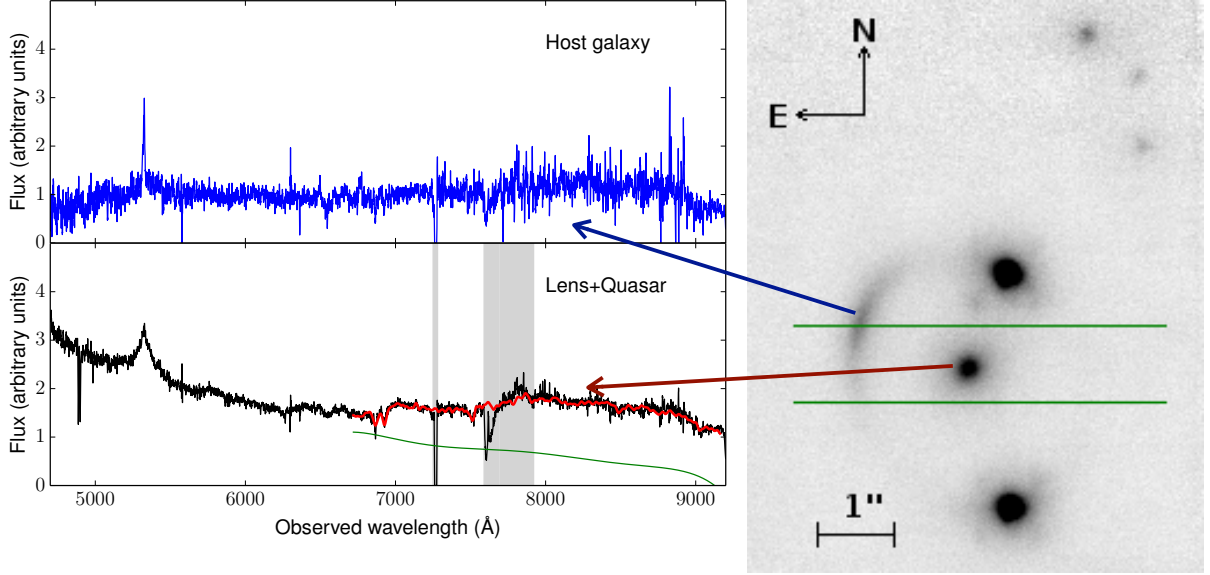 Host galaxy
Flux (arbitrary units)
4
3
2
1
0
Lens+Quasar
Flux (arbitrary units)
4
3
2
1
0
5000 6000 7000 8000 9000
Observed wavelength (Å)
N
E
1"